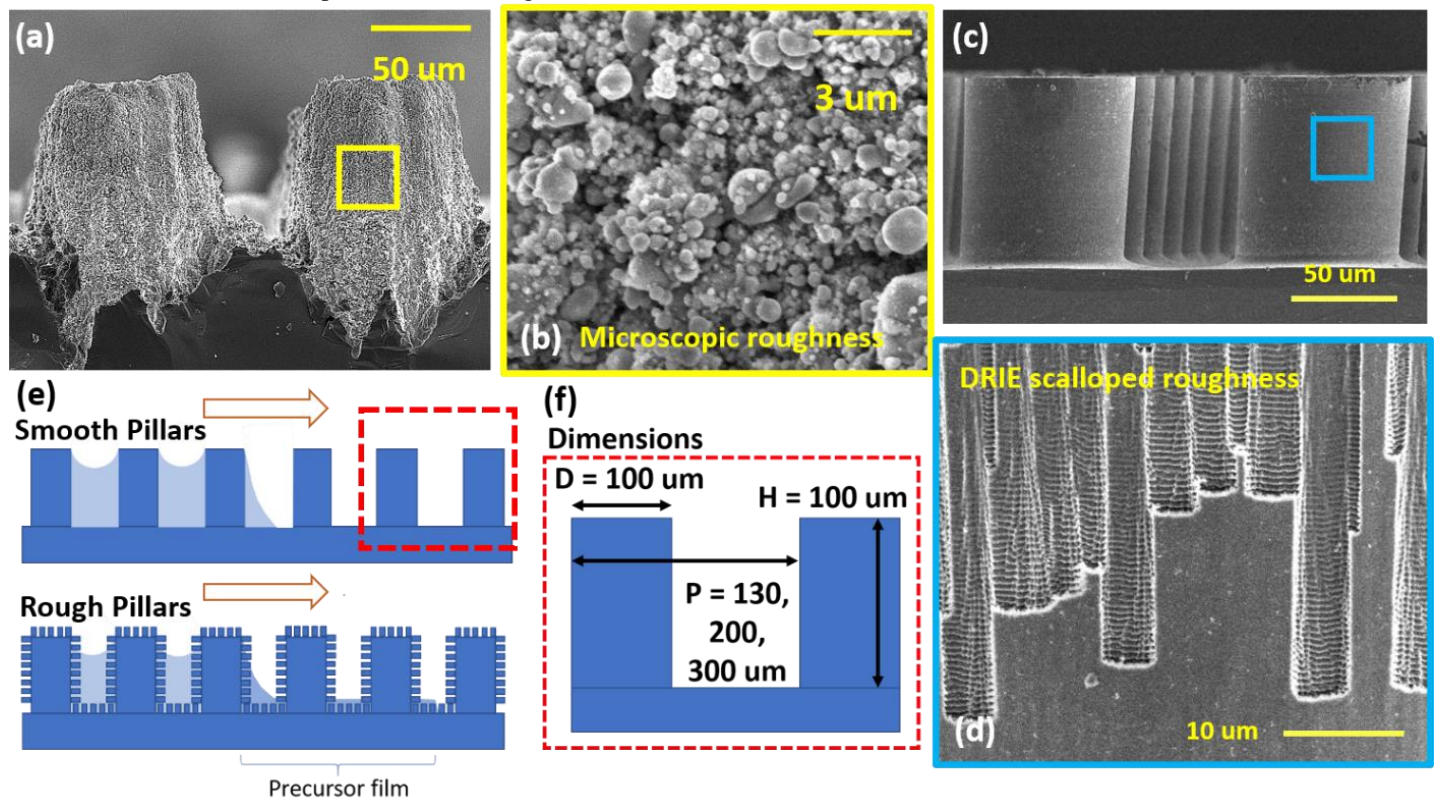 (a)
50 um
3 um
(b) Microscopic roughness
(c)
50 um
DRIE scalloped roughness
(d)
10 um
(e)
Smooth Pillars
Rough Pillars
Precursor film
(f)
Dimensions
D = 100 um
H = 100 um
P = 130,
200,
300 um